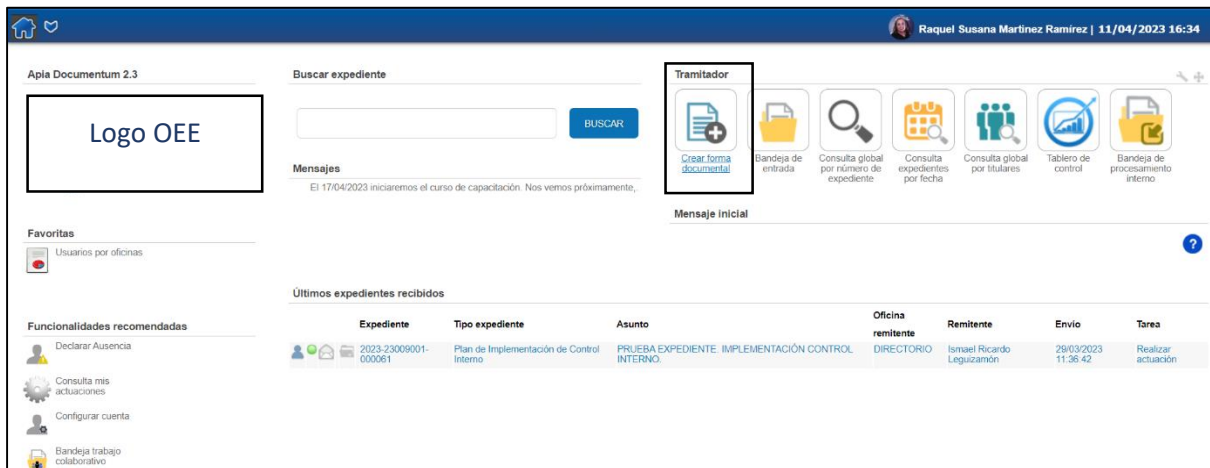 Raquel Susana Martinez Ramírez | 11/04/2023 16:34
Apia Documentum 2.3
Logo OEE
Favoritas
Usuarios por oficinas
Funcionalidades recomendadas
Declarar Ausencia
Consulta mis
actuaciones
Configurar cuenta
Bandeja trabajo
colaborativo
Buscar expediente
BUSCAR
Mensajes
El 17/04/2023 iniciaremos el curso de capacitación. Nos vemos próximamente,
Tramitador
Crear forma
documental
Bandeja de
entrada
Consulta global
por número de
expediente
Consulta
expedientes
por fecha
Consulta global
por titulares
Tablero de
control
Bandeja de
procesamiento
interno
Mensaje inicial
?
Últimos expedientes recibidos
Expediente Tipo expediente Asunto Oficina remitente Remitente Envío Tarea
2023-23009001-000061 Plan de Implementación de Control Interno PRUEBA EXPEDIENTE IMPLEMENTACIÓN CONTROL INTERNO. DIRECTORIO Ismael Ricardo Leguizamón 29/03/2023 11:36:42 Realizar actuación